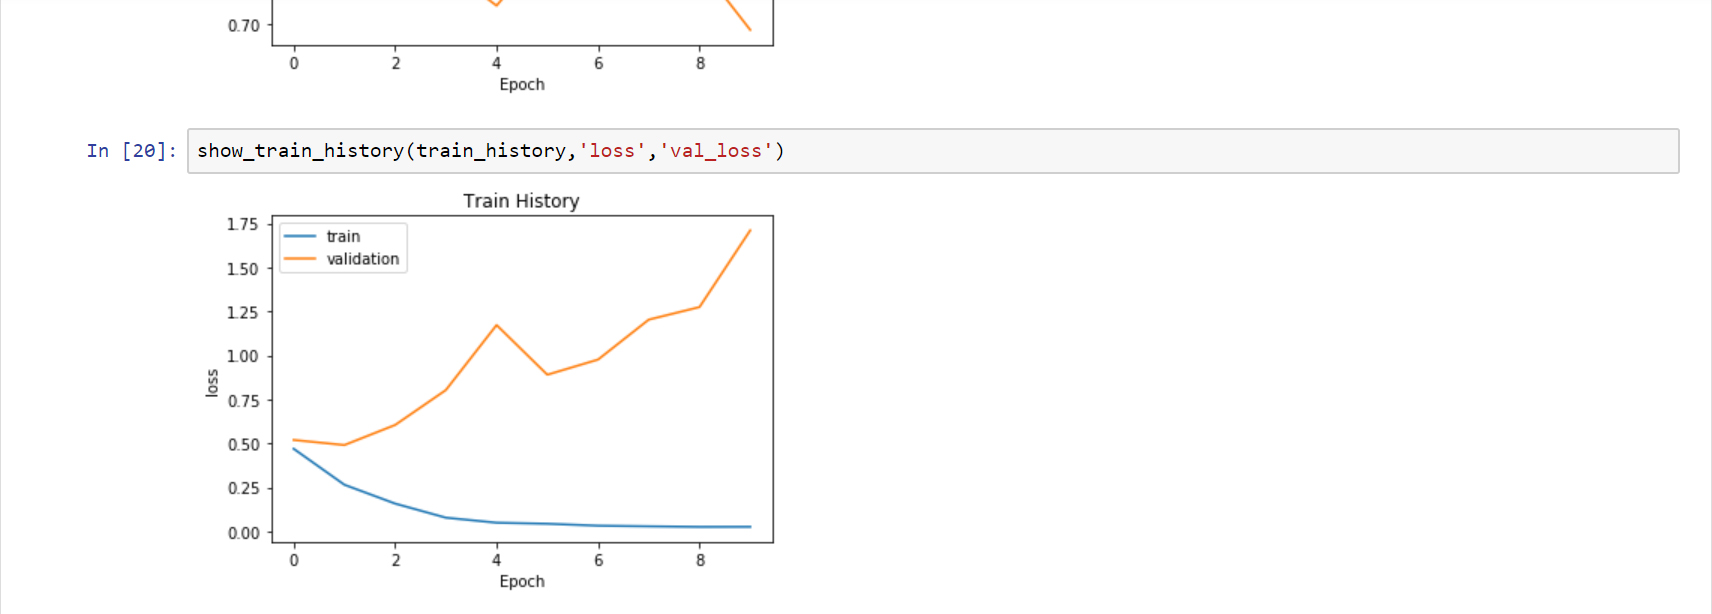 0.70
0 2 4 6 8
Epoch
In [20]: show_train_history(train_history,'loss','val_loss')
Train History
1.75
train
validation
1.50
1.25
1.00
loss
0.75
0.50
0.25
0.00
0 2 4 6 8
Epoch